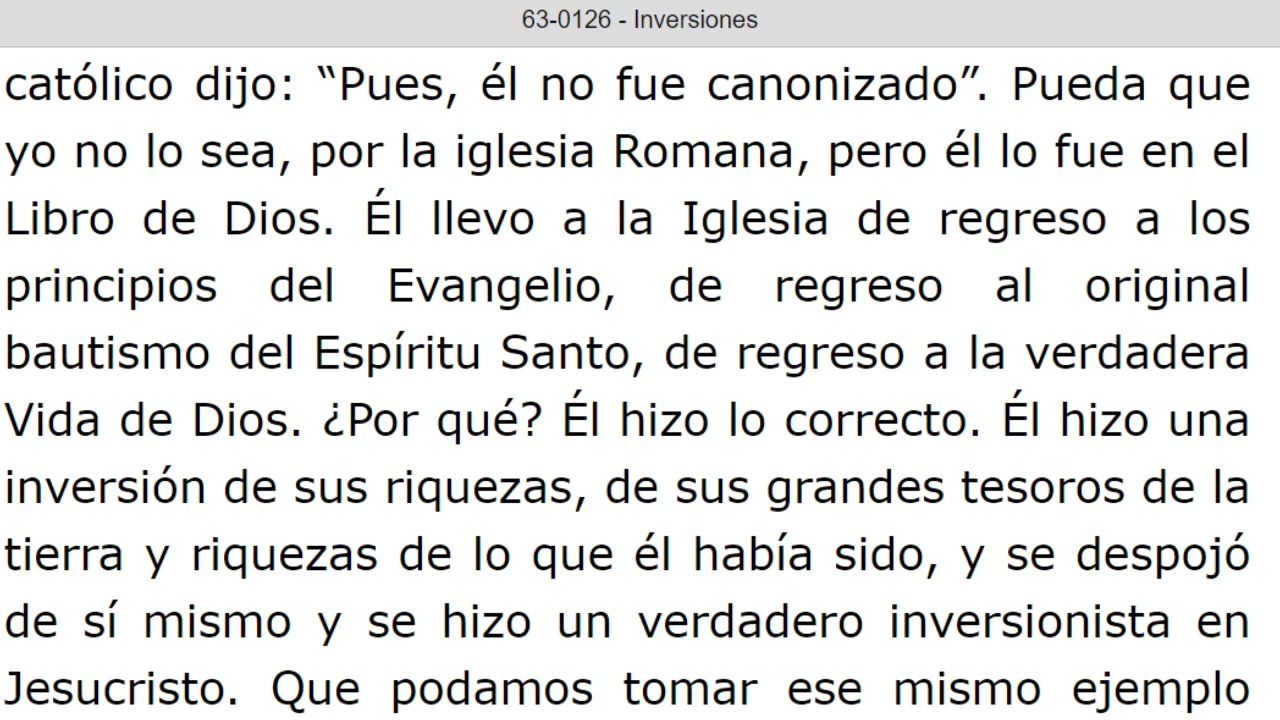 63-0126 - Inversiones
católico dijo: “Pues, él no fue canonizado”. Pueda que
yo no lo sea, por la iglesia Romana, pero él lo fue en el
Libro de Dios. Él llevo a la Iglesia de regreso a los
principios del Evangelio, de regreso al original
bautismo del Espíritu Santo, de regreso a la verdadera
Vida de Dios. ¿Por qué? Él hizo lo correcto. Él hizo una
inversión de sus riquezas, de sus grandes tesoros de la
tierra y riquezas de lo que él había sido, y se despojó
de sí mismo y se hizo un verdadero inversionista en
Jesucristo. Que podamos tomar ese mismo ejemplo